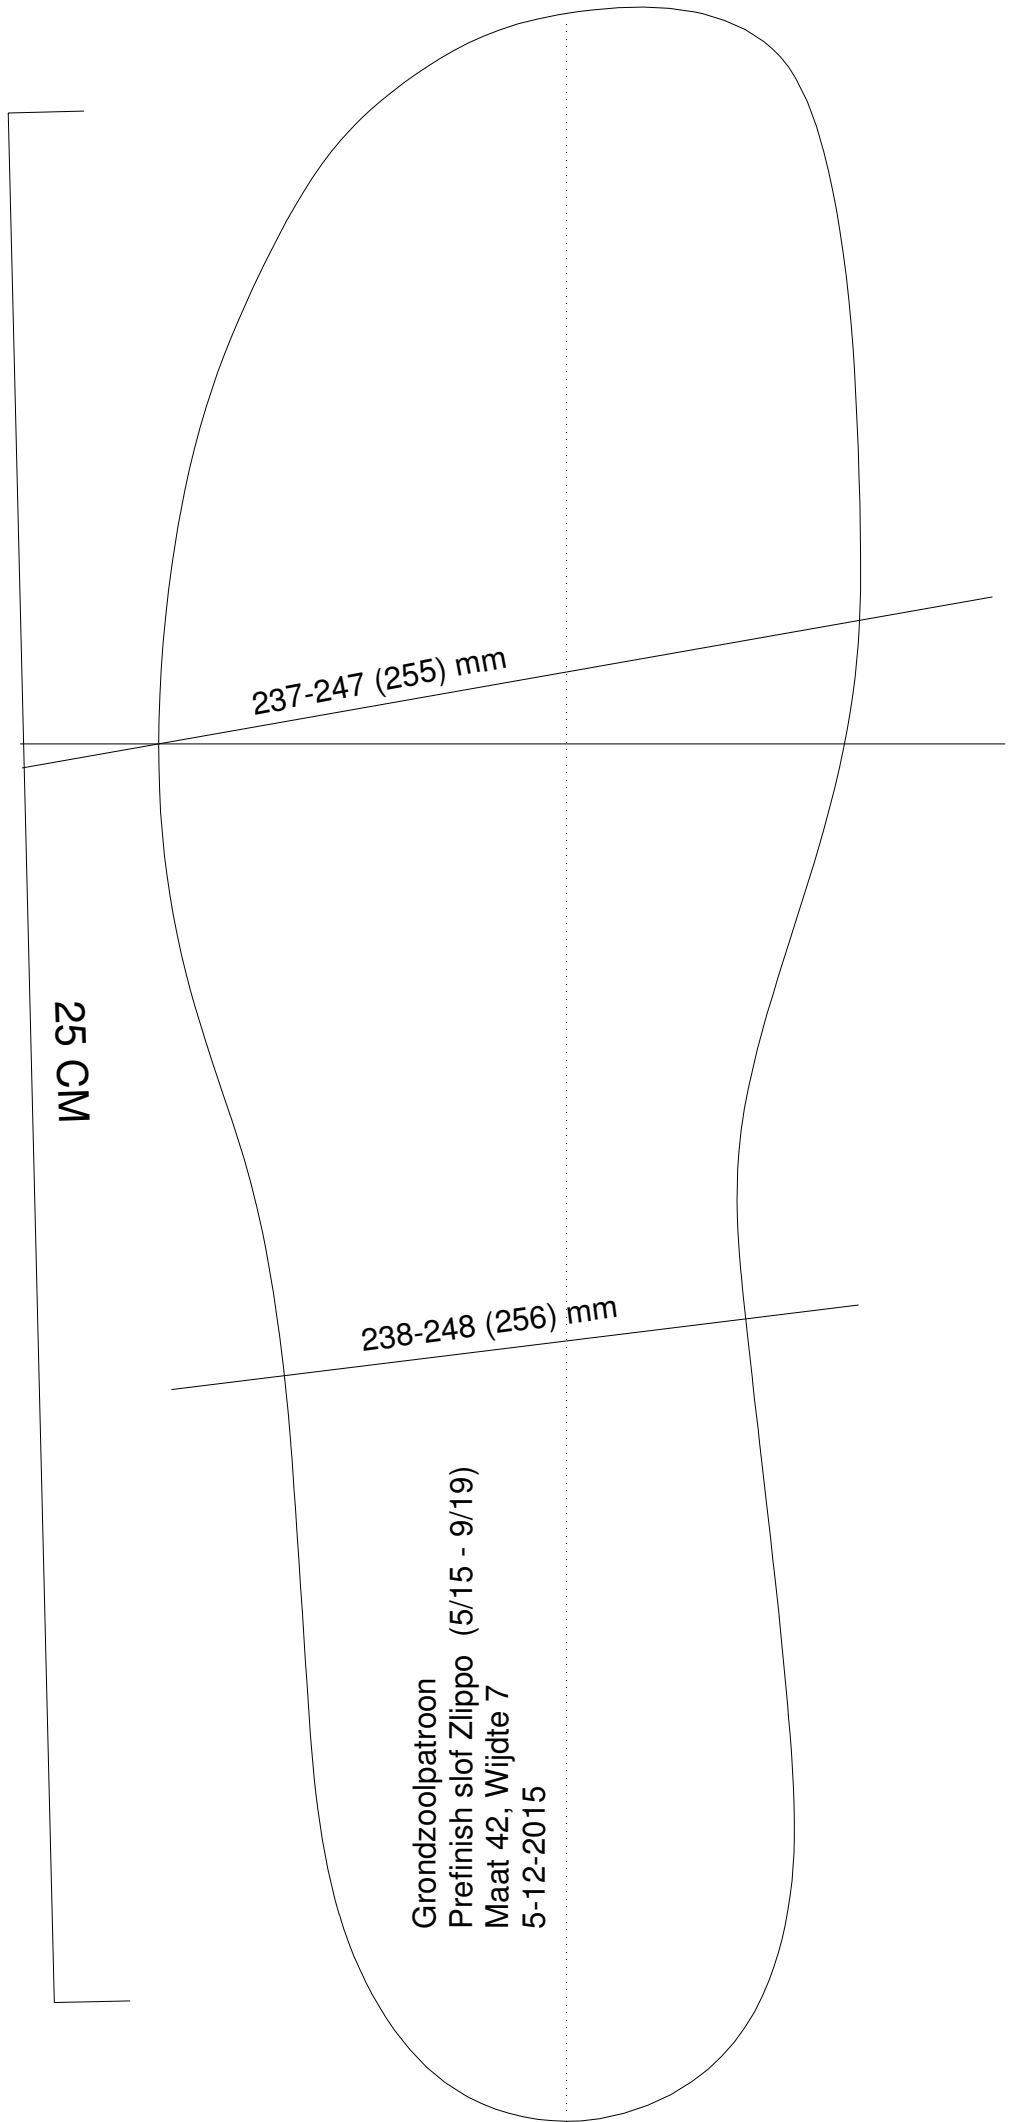 237-247 (255) mm
25 CM
238-248 (256) mm
Grondzoolpatroon
Prefinish slof Zlippo  (5/15 - 9/19)
Maat 42, Wijdte 7
5-12-2015